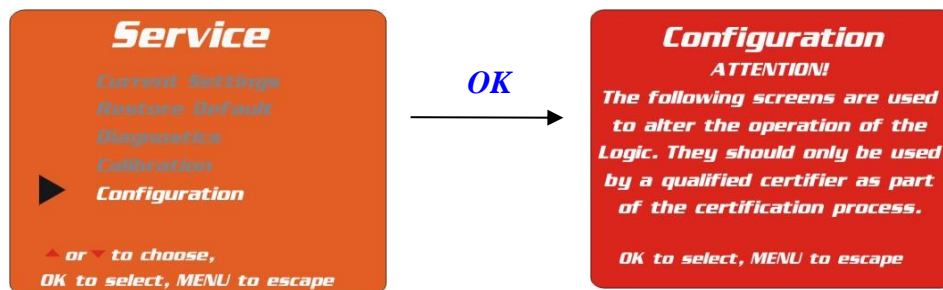 Service
Current Settings
Restore Default
Diagnostics
Calibration
Configuration
or to choose,
OK to select, MENU to escape
OK
Configuration
ATTENTION!
The following screens are used
to alter the operation of the
Logic. They should only be used
by a qualified certifier as part
of the certification process.
OK to select, MENU to escape